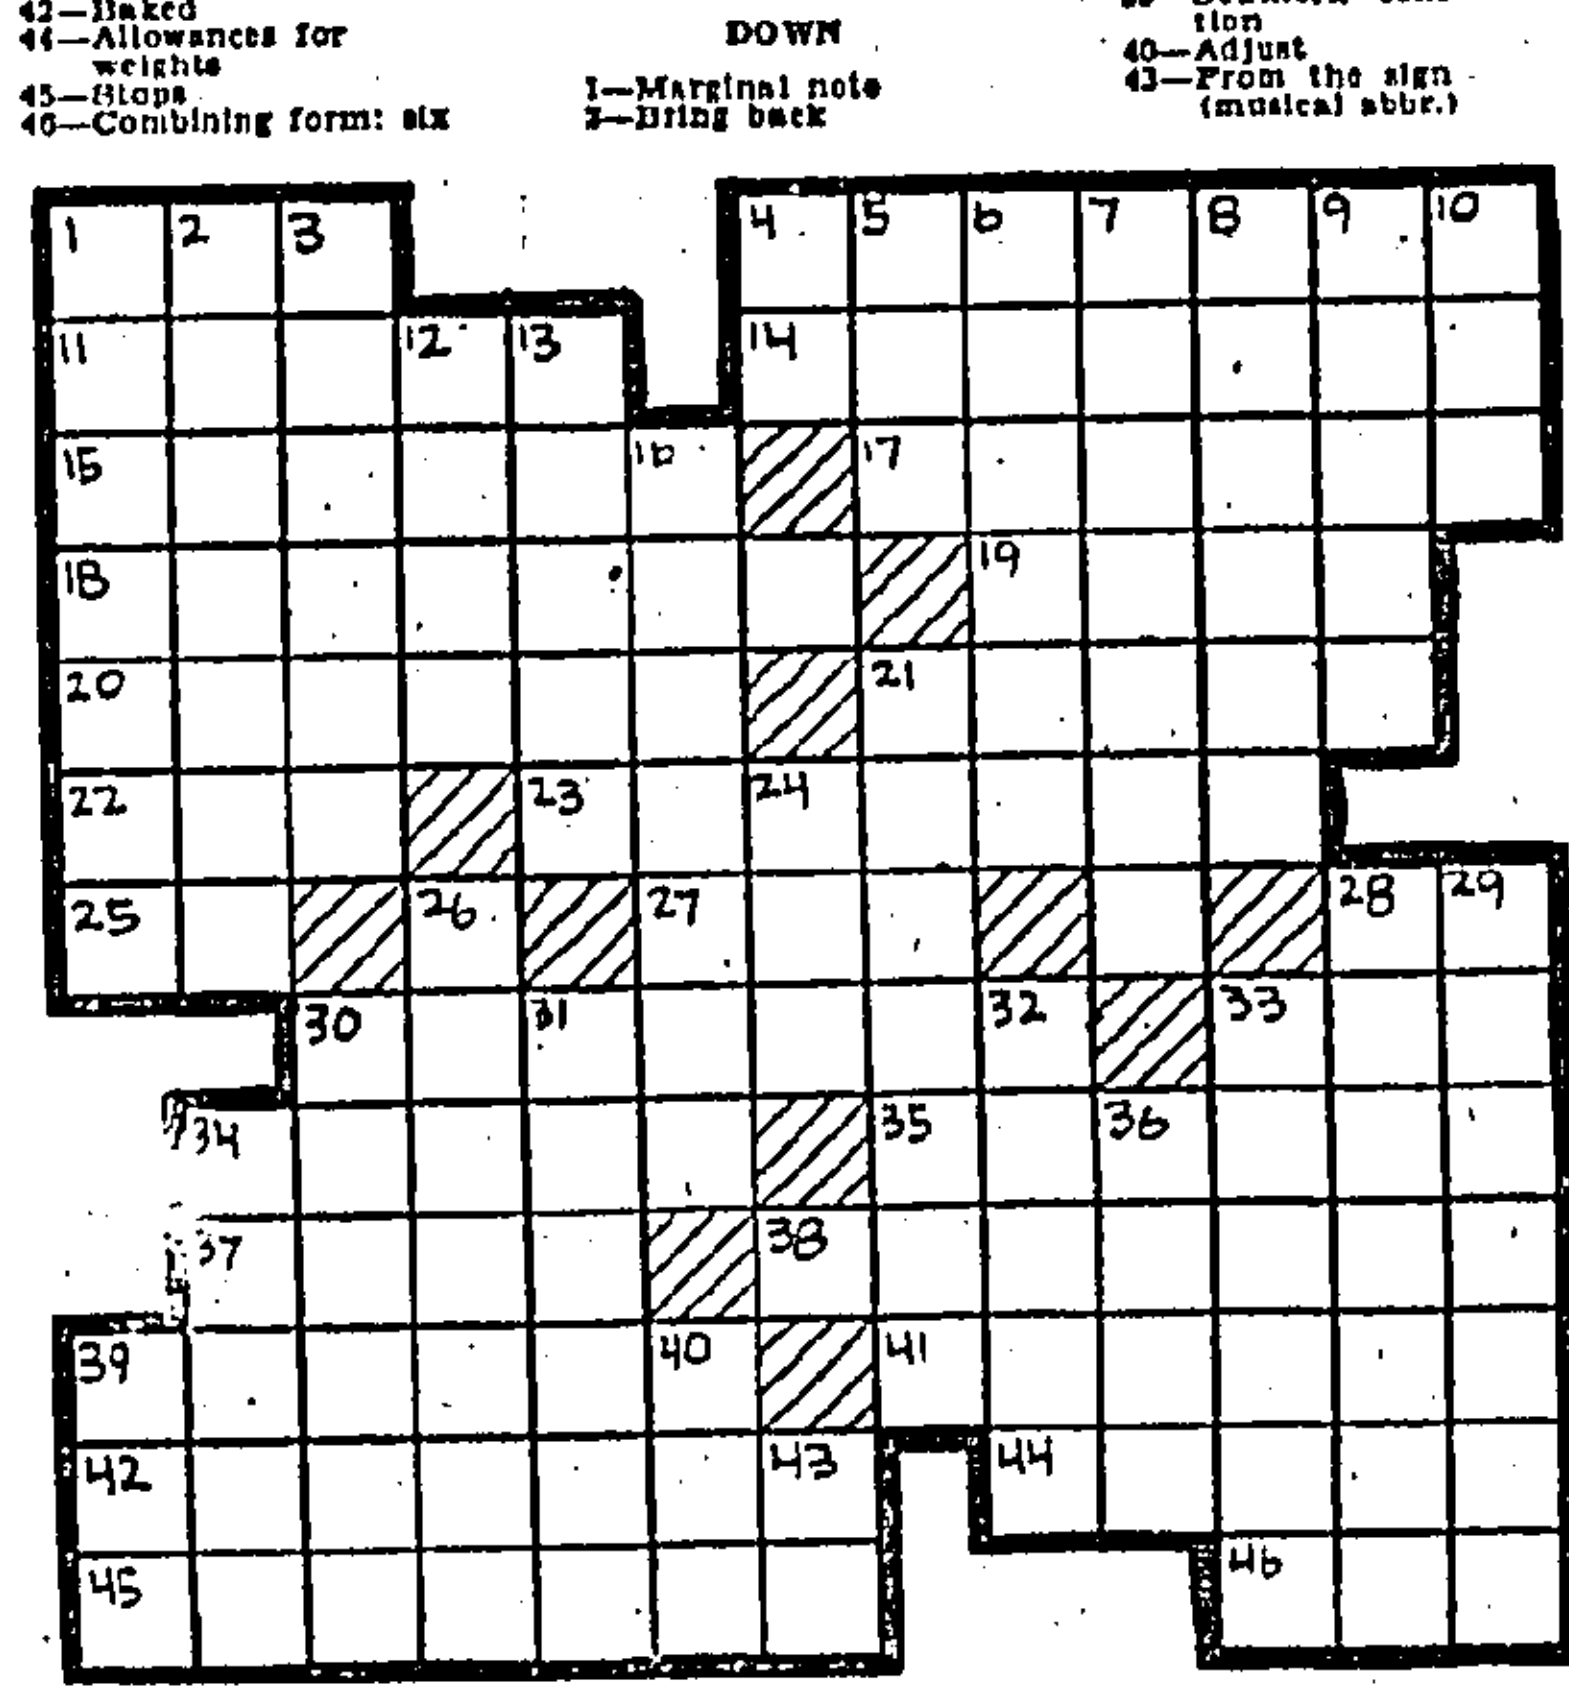 42—Baked
44—Allowances for
weights
45—Stops
46—Combining form: six
DOWN
1—Marginal note
2—Bring back
tion
40—Adjust
43—From the sign
(musical abbr.)
1 2 3 4 5 6 7 8 9 10
11 12 13 14
15 16 17
18 19
20 21
22 23 24
25 26 27 28 29
30 31 32 33
34 35 36
37 38
39 40 41
42 43 44
45 46